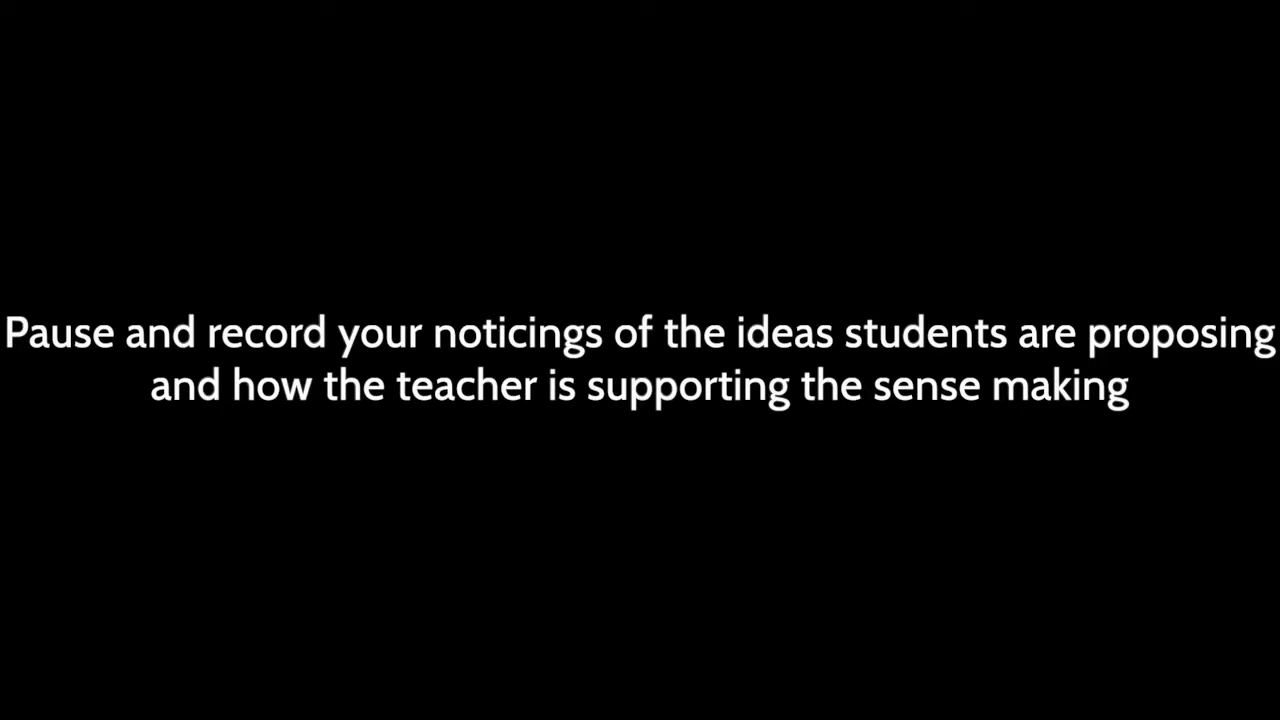 Pause and record your noticings of the ideas students are proposing
and how the teacher is supporting the sense making